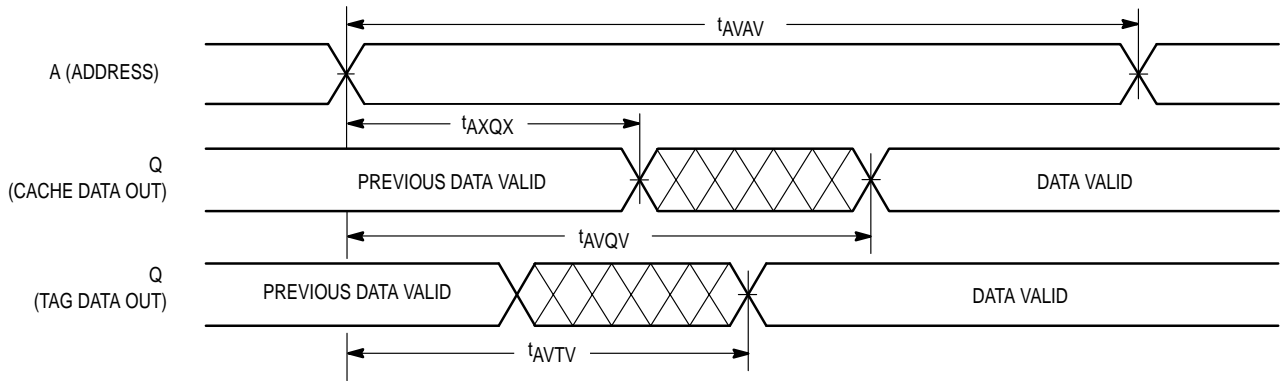 tAVAV
A (ADDRESS)
tAXQX
Q
(CACHE DATA OUT)
PREVIOUS DATA VALID
DATA VALID
tAVQV
Q
(TAG DATA OUT)
PREVIOUS DATA VALID
DATA VALID
tAVTV